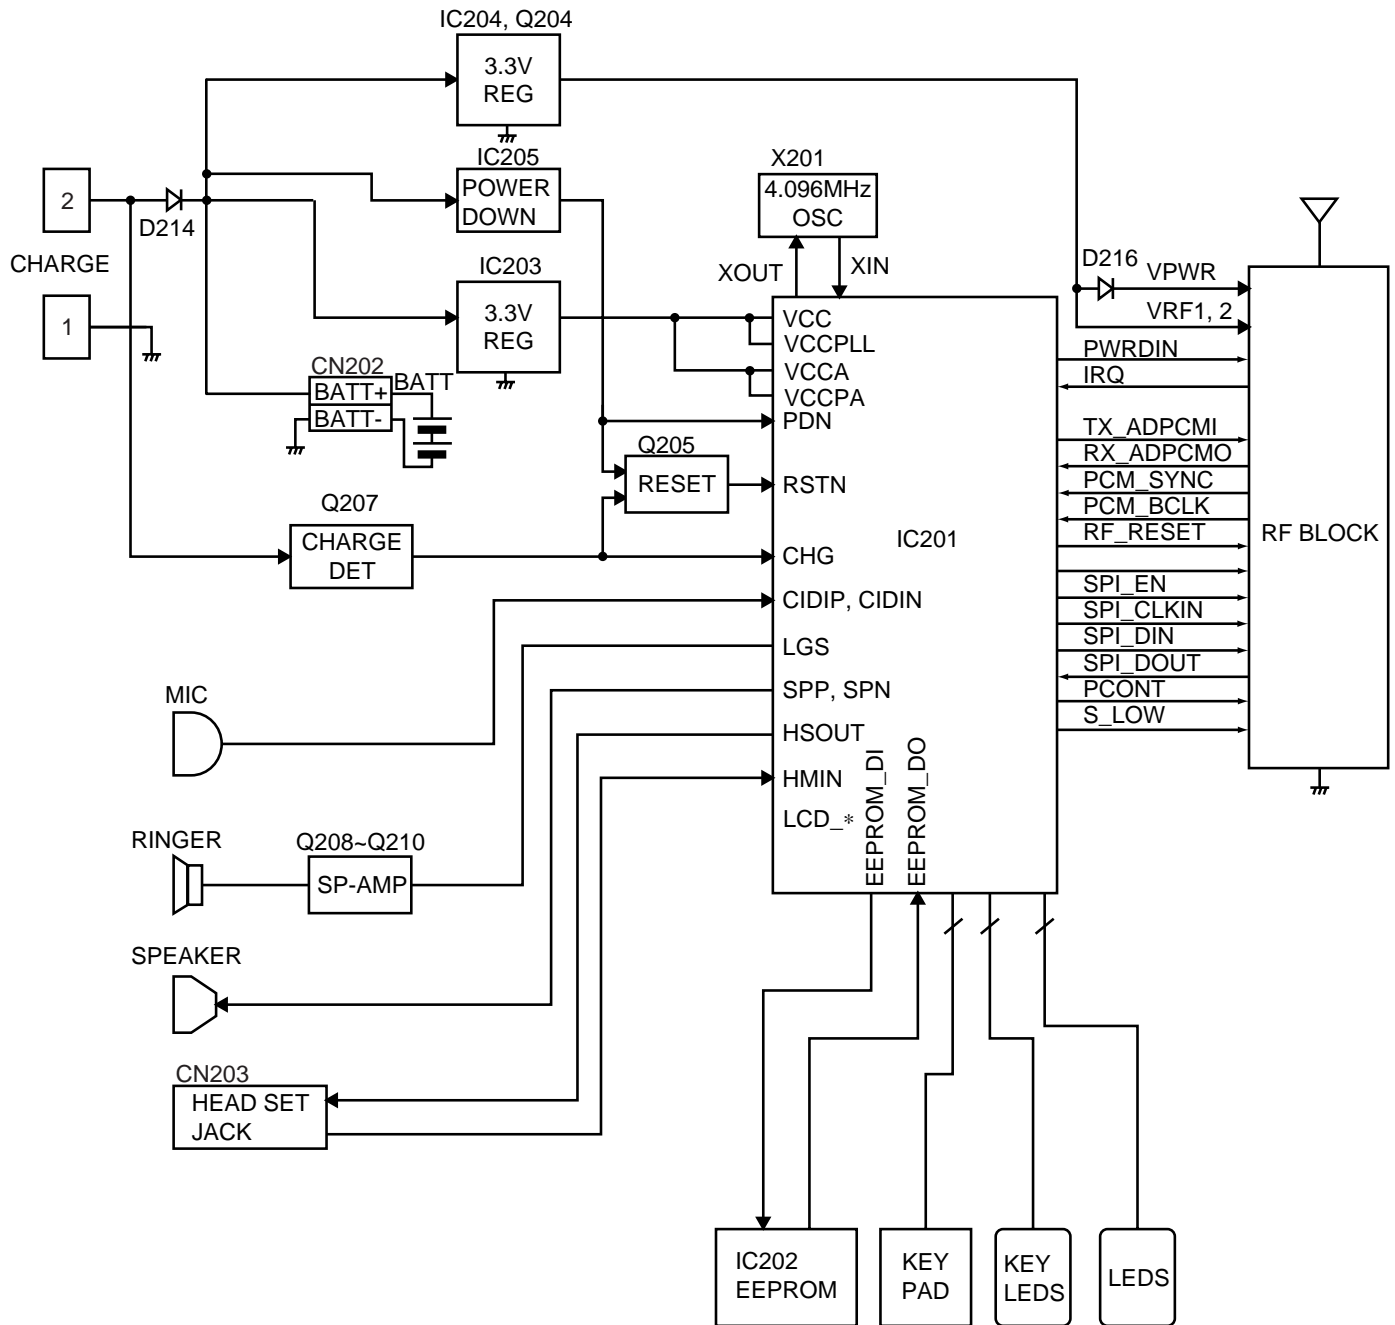 IC204, Q204
3.3V
REG
IC205
POWER
DOWN
X201
4.096MHz
OSC
2
D214
CHARGE
1
IC203
3.3V
REG
XOUT
XIN
D216
VPWR
VRF1, 2
CN202
BATT
BATT+
BATT-
VCC
VCCPLL
VCCA
VCCPA
PDN
Q205
RESET
RSTN
Q207
CHARGE
DET
CHG
IC201
CIDIP, CIDIN
LGS
SPP, SPN
HSOUT
HMIN
LCD_*
EEPROM_DI
EEPROM_DO
PWRDIN
IRQ
TX_ADPCMI
RX_ADPCMO
PCM_SYNC
PCM_BCLK
RF_RESET
SPI_EN
SPI_CLKIN
SPI_DIN
SPI_DOUT
PCONT
S_LOW
RF BLOCK
MIC
RINGER
Q208~Q210
SP-AMP
SPEAKER
CN203
HEAD SET
JACK
IC202
EEPROM
KEY
PAD
KEY
LEDS
LEDS